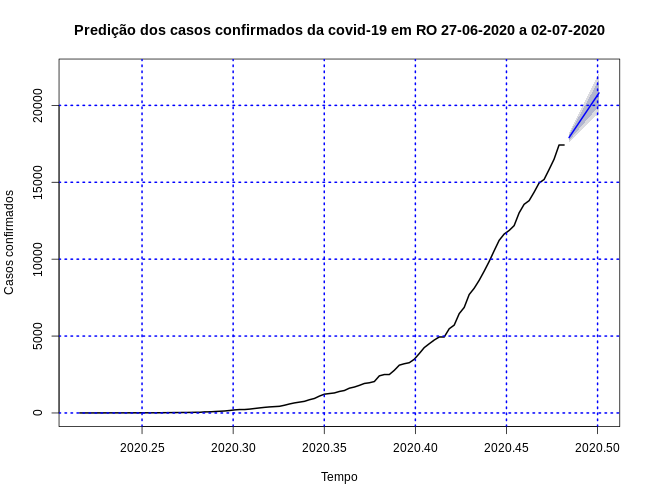 Predição dos casos confirmados da covid-19 em RO 27-06-2020 a 02-07-2020
Casos confirmados
20000
15000
10000
5000
0
2020.25 2020.30 2020.35 2020.40 2020.45 2020.50
Tempo